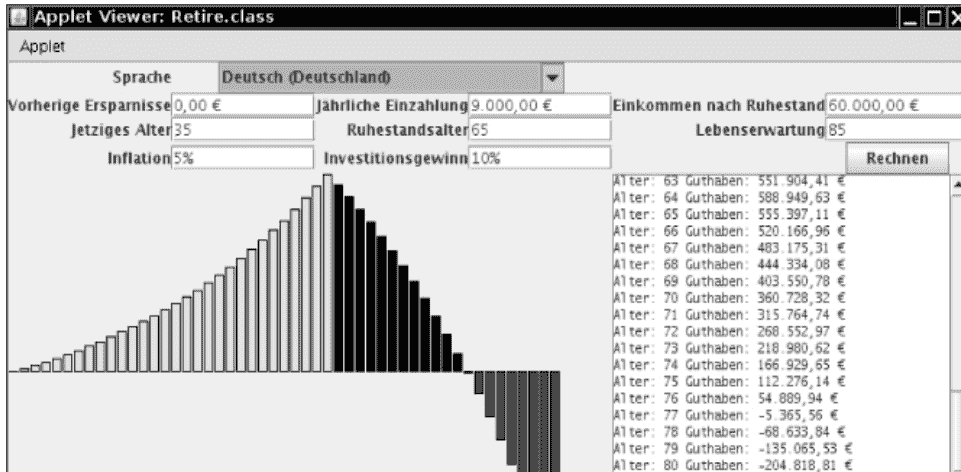 Applet Viewer: Retire.class
Applet
Sprache Deutsch (Deutschland)
Vorherige Ersparnisse 0,00 € Jährliche Einzahlung 9.000,00 € Einkommen nach Ruhestand 60.000,00 €
Jetziges Alter 35 Ruhestandsalter 65 Lebenserwartung 85
Inflation 5% Investitionsgewinn 10% Rechnen
Alter: 63 Guthaben: 551.904,41 €
Alter: 64 Guthaben: 588.949,63 €
Alter: 65 Guthaben: 555.397,11 €
Alter: 66 Guthaben: 520.166,96 €
Alter: 67 Guthaben: 483.175,31 €
Alter: 68 Guthaben: 444.334,08 €
Alter: 69 Guthaben: 403.550,78 €
Alter: 70 Guthaben: 360.728,32 €
Alter: 71 Guthaben: 315.764,74 €
Alter: 72 Guthaben: 268.552,97 €
Alter: 73 Guthaben: 218.980,62 €
Alter: 74 Guthaben: 166.929,65 €
Alter: 75 Guthaben: 112.276,14 €
Alter: 76 Guthaben: 54.889,94 €
Alter: 77 Guthaben: -5.365,56 €
Alter: 78 Guthaben: -68.633,84 €
Alter: 79 Guthaben: -135.065,53 €
Alter: 80 Guthaben: -204.818,81 €